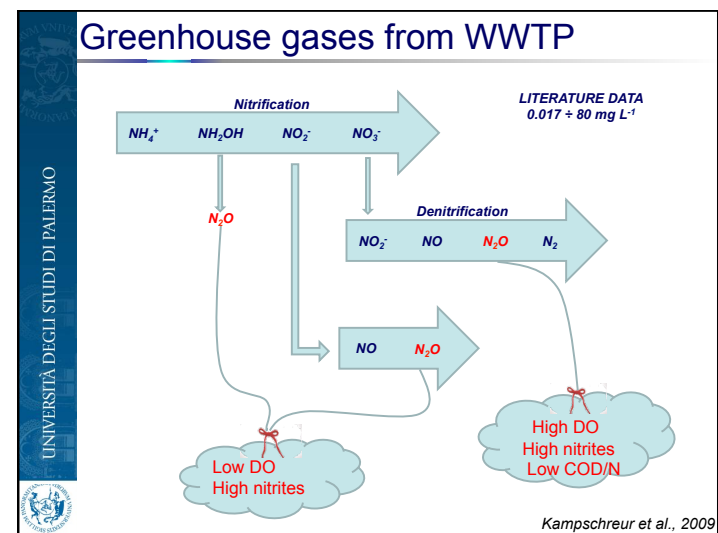 Greenhouse gases from WWTP
LITERATURE DATA
0.017 ÷ 80 mg L⁻¹
Nitrification
NH₄⁺ NH₂OH NO₂⁻ NO₃⁻
N₂O
Denitrification
NO₂⁻ NO N₂O N₂
NO N₂O
Low DO
High nitrites
High DO
High nitrites
Low COD/N
Kampschreur et al., 2009
UNIVERSITÀ DEGLI STUDI DI PALERMO